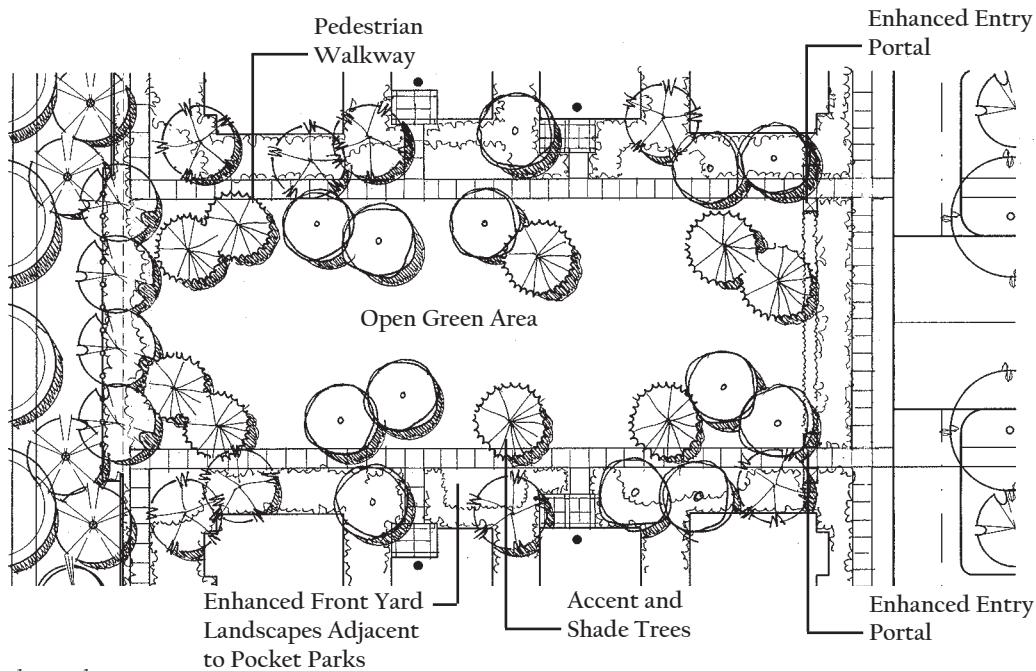 Pedestrian
Walkway
Enhanced Entry
Portal
Open Green Area
Enhanced Front Yard
Landscapes Adjacent
to Pocket Parks
Accent and
Shade Trees
Enhanced Entry
Portal